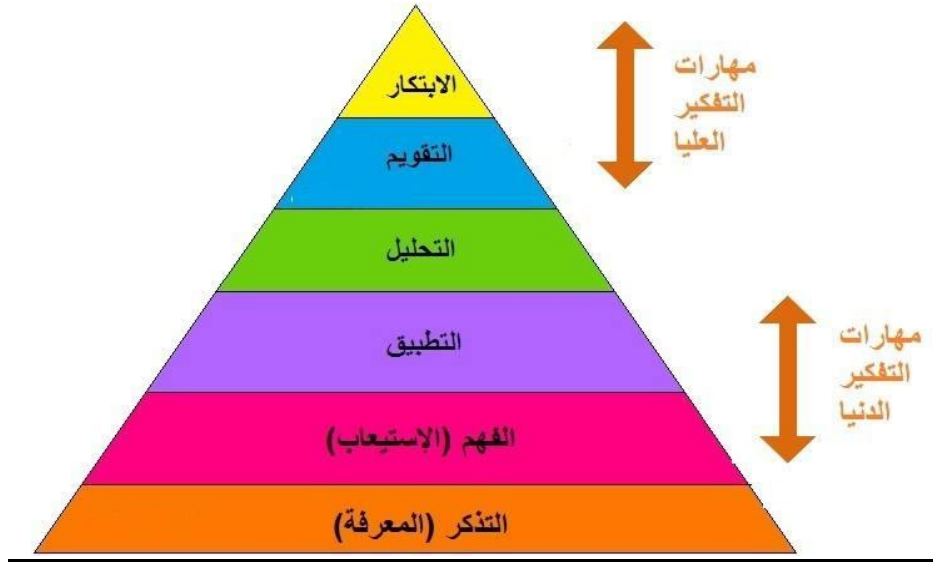 الابتكار
مهارات
التفكير
العليا
التقويم
التحليل
التطبيق
مهارات
التفكير
الدنيا
الفهم (الإستيعاب)
التذكر (المعرفة)